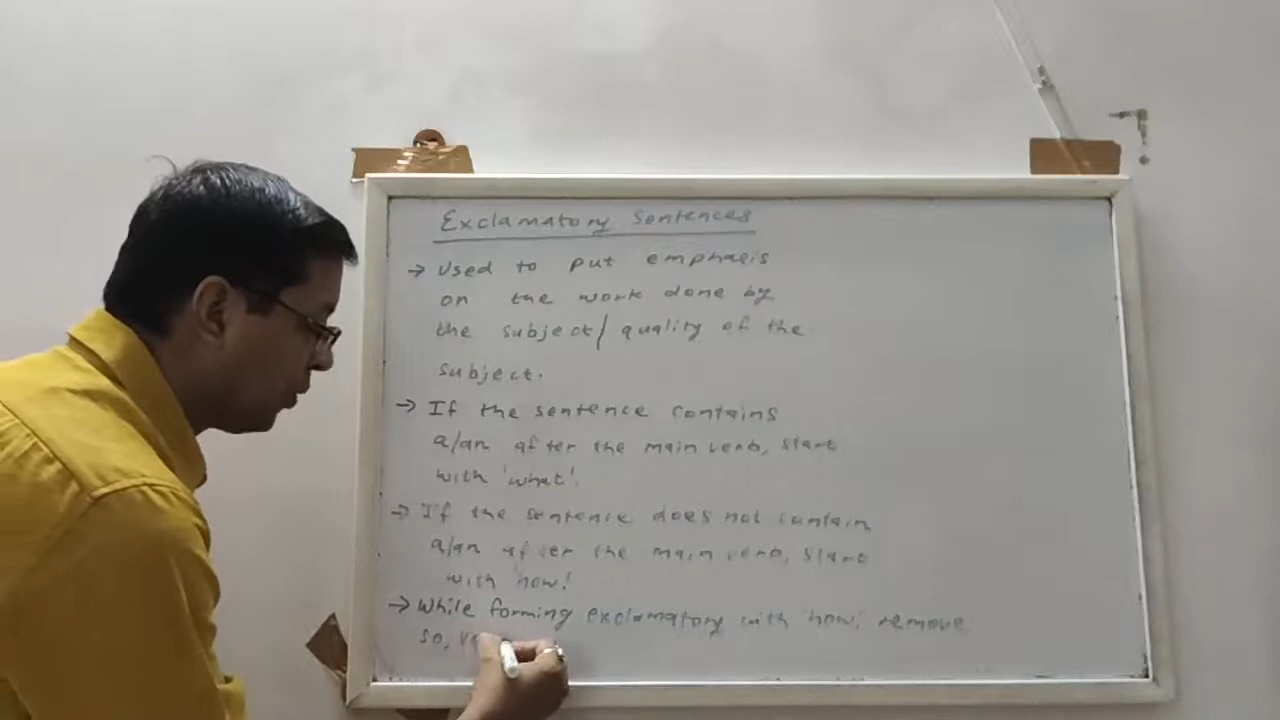 Exclamatory Sentences
→ Used to put emphasis
on the work done by
the subject/ quality of the
subject.
→ If the sentence contains
a/an after the main verb, start
with 'what'.
→ If the sentence does not contain
a/an after the main verb, start
with 'how'.
→ While forming exclamatory with 'how', remove
so,